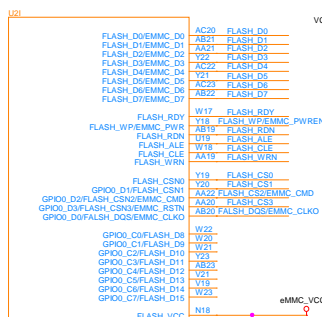 U2I
VC
FLASH_D0/EMMC_D0 AC20 FLASH_D0
FLASH_D1/EMMC_D1 AB21 FLASH_D1
FLASH_D2/EMMC_D2 AA21 FLASH_D2
FLASH_D3/EMMC_D3 Y22 FLASH_D3
FLASH_D4/EMMC_D4 AC22 FLASH_D4
FLASH_D5/EMMC_D5 Y21 FLASH_D5
FLASH_D6/EMMC_D6 AC23 FLASH_D6
FLASH_D7/EMMC_D7 AB22 FLASH_D7
FLASH_RDY W17 FLASH_RDY
FLASH_WP/EMMC_PWR Y18 FLASH_WP/EMMC_PWREN
FLASH_RDN AB19 FLASH_RDN
FLASH_ALE U19 FLASH_ALE
FLASH_CLE W18 FLASH_CLE
FLASH_WRN AA19 FLASH_WRN
FLASH_CSN0 Y19 FLASH_CS0
GPIO0_D1/FLASH_CSN1 Y20 FLASH_CS1
GPIO0_D2/FLASH_CSN2/EMMC_CMD AA22 FLASH_CS2/EMMC_CMD
GPIO0_D3/FLASH_CSN3/EMMC_RSTN AA20 FLASH_CS3
GPIO0_D0/FALSH_DQS/EMMC_CLKO AB20 FALSH_DQS/EMMC_CLKO
GPIO0_C0/FLASH_D8 W22
GPIO0_C1/FLASH_D9 W20
GPIO0_C2/FLASH_D10 W21
GPIO0_C3/FLASH_D11 Y23
GPIO0_C4/FLASH_D12 AB23
GPIO0_C5/FLASH_D13 V21
GPIO0_C6/FLASH_D14 V19
GPIO0_C7/FLASH_D15 W23
eMMC_VCC
FLASH_VCC N18